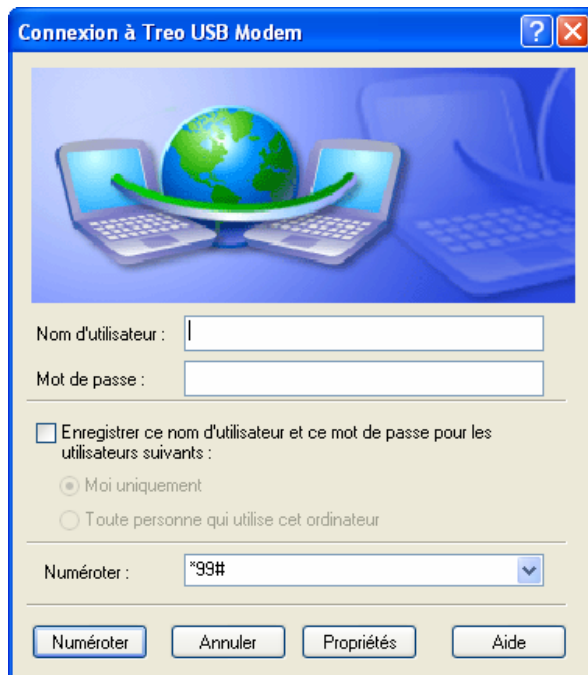 Connexion à Treo USB Modem
Nom d'utilisateur :
Mot de passe :
Enregistrer ce nom d'utilisateur et ce mot de passe pour les
utilisateurs suivants :
Moi uniquement
Toute personne qui utilise cet ordinateur
Numéroter :
*99#
Numéroter
Annuler
Propriétés
Aide